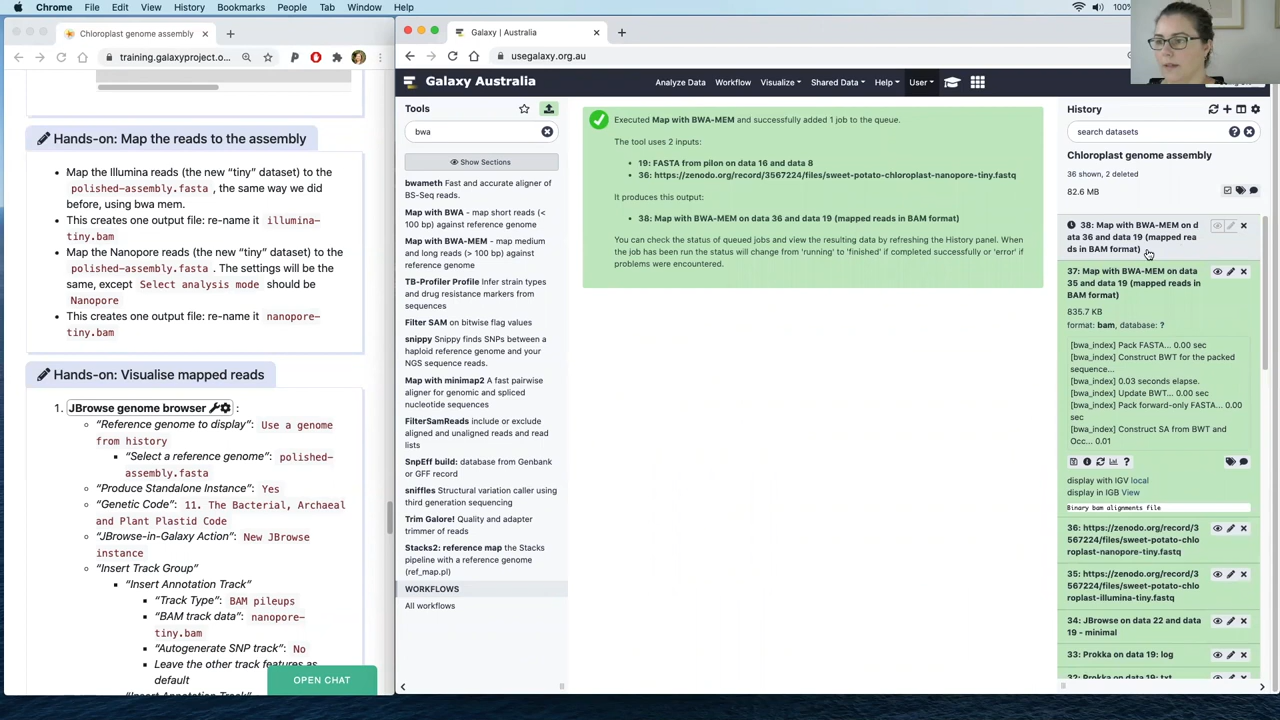 Chrome File Edit View History Bookmarks People Tab Window Help
100%
Chloroplast genome assembly
Galaxy | Australia
training.galaxyproject.o...
usegalaxy.org.au
Galaxy Australia
Analyze Data Workflow Visualize Shared Data Help User
Hands-on: Map the reads to the assembly
Map the Illumina reads (the new “tiny” dataset) to the
polished-assembly.fasta , the same way we did
before, using bwa mem.
This creates one output file: re-name it illumina-
tiny.bam
Map the Nanopore reads (the new “tiny” dataset) to the
polished-assembly.fasta . The settings will be the
same, except Select analysis mode should be
Nanopore
This creates one output file: re-name it nanopore-
tiny.bam
Hands-on: Visualise mapped reads
1. JBrowse genome browser :
“Reference genome to display”: Use a genome
from history
“Select a reference genome”: polished-
assembly.fasta
“Produce Standalone Instance”: Yes
“Genetic Code”: 11. The Bacterial, Archaeal
and Plant Plastid Code
“JBrowse-in-Galaxy Action”: New JBrowse
instance
“Insert Track Group”
“Insert Annotation Track”
“Track Type”: BAM pileups
“BAM track data”: nanopore-
tiny.bam
“Autogenerate SNP track”: No
Leave the other track features as
default
“Insert Annotation Track”
OPEN CHAT
Tools
bwa
Show Sections
bwameth Fast and accurate aligner of
BS-Seq reads.
Map with BWA - map short reads (<
100 bp) against reference genome
Map with BWA-MEM - map medium
and long reads (> 100 bp) against
reference genome
TB-Profiler Profile Infer strain types
and drug resistance markers from
sequences
Filter SAM on bitwise flag values
snippy Snippy finds SNPs between a
haploid reference genome and your
NGS sequence reads.
Map with minimap2 A fast pairwise
aligner for genomic and spliced
nucleotide sequences
FilterSamReads include or exclude
aligned and unaligned reads and read
lists
SnpEff build: database from Genbank
or GFF record
sniffles Structural variation caller using
third generation sequencing
Trim Galore! Quality and adapter
trimmer of reads
Stacks2: reference map the Stacks
pipeline with a reference genome
(ref_map.pl)
WORKFLOWS
All workflows
Executed Map with BWA-MEM and successfully added 1 job to the queue.
The tool uses 2 inputs:
19: FASTA from pilon on data 16 and data 8
36: https://zenodo.org/record/3567224/files/sweet-potato-chloroplast-nanopore-tiny.fastq
It produces this output:
38: Map with BWA-MEM on data 36 and data 19 (mapped reads in BAM format)
You can check the status of queued jobs and view the resulting data by refreshing the History panel. When
the job has been run the status will change from 'running' to 'finished' if completed successfully or 'error' if
problems were encountered.
History
search datasets
Chloroplast genome assembly
36 shown, 2 deleted
82.6 MB
38: Map with BWA-MEM on d
ata 36 and data 19 (mapped rea
ds in BAM format)
37: Map with BWA-MEM on data
35 and data 19 (mapped reads in
BAM format)
835.7 KB
format: bam, database: ?
[bwa_index] Pack FASTA... 0.00 sec
[bwa_index] Construct BWT for the packed
sequence...
[bwa_index] 0.03 seconds elapse.
[bwa_index] Update BWT... 0.00 sec
[bwa_index] Pack forward-only FASTA... 0.00
sec
[bwa_index] Construct SA from BWT and
Occ... 0.01
display with IGV local
display in IGB View
Binary bam alignments file
36: https://zenodo.org/record/3
567224/files/sweet-potato-chlo
roplast-nanopore-tiny.fastq
35: https://zenodo.org/record/3
567224/files/sweet-potato-chlo
roplast-illumina-tiny.fastq
34: JBrowse on data 22 and data
19 - minimal
33: Prokka on data 19: log
32: Prokka on data 19: txt